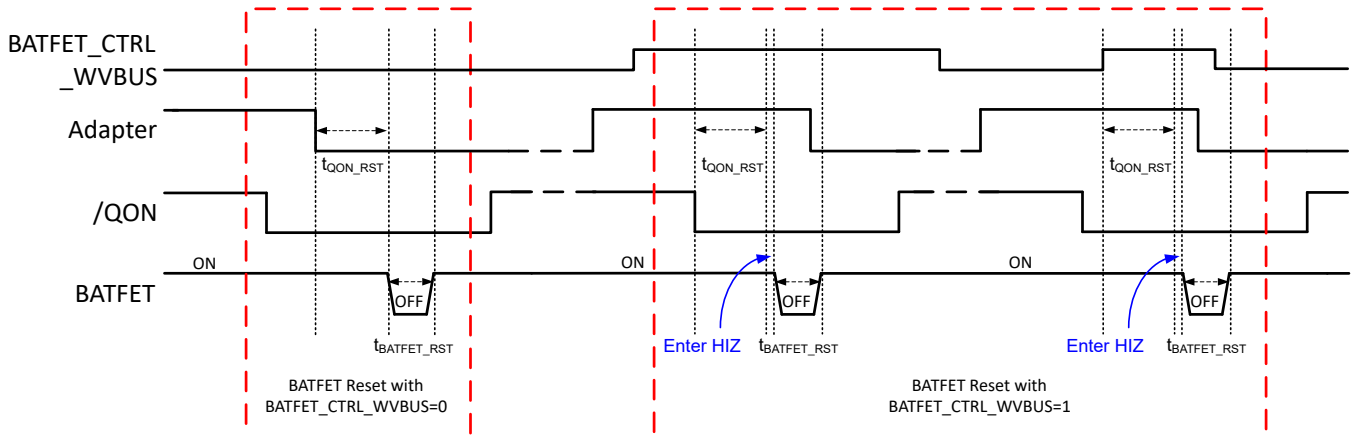 BATFET_CTRL
_WVBUS
Adapter
tQON_RST
tQON_RST
tQON_RST
/QON
ON
ON
ON
BATFET
OFF
OFF
OFF
tBATFET_RST
Enter HIZ
tBATFET_RST
Enter HIZ
tBATFET_RST
BATFET Reset with
BATFET_CTRL_WVBUS=0
BATFET Reset with
BATFET_CTRL_WVBUS=1